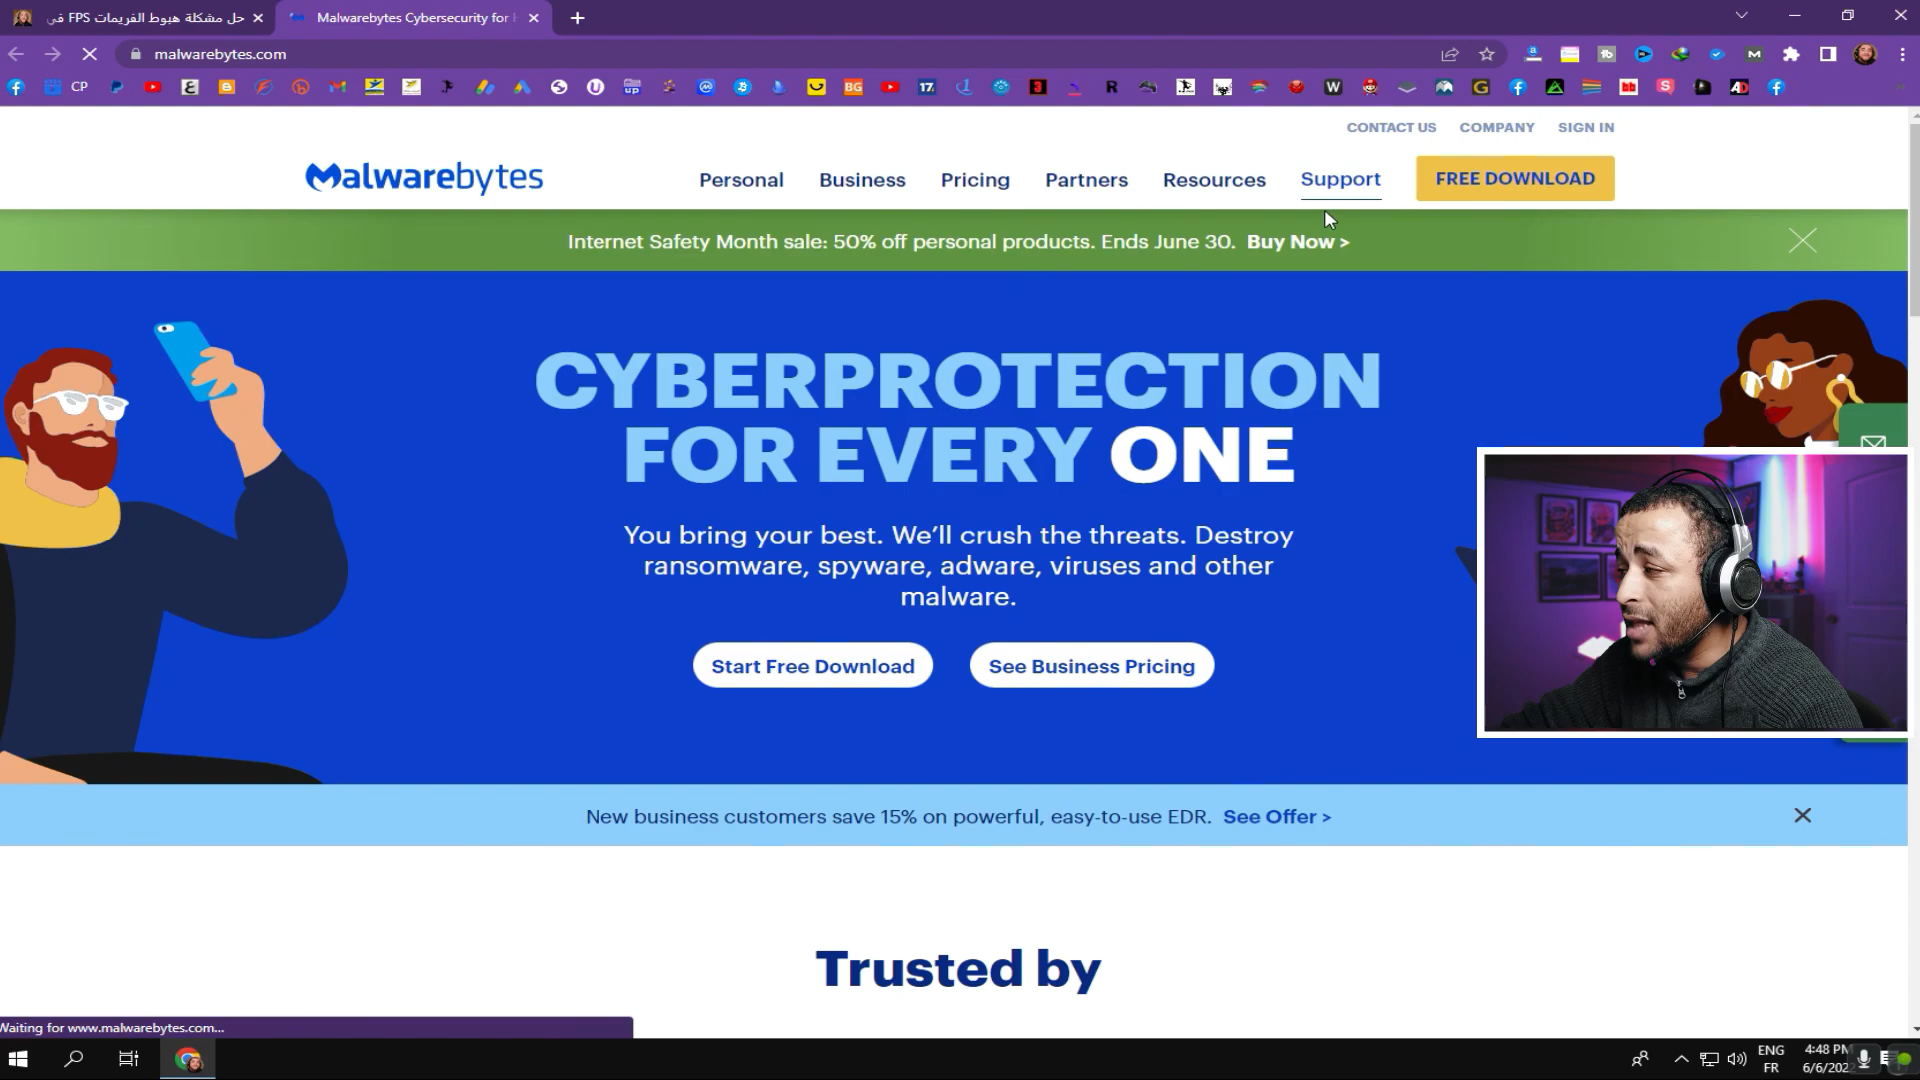 حل مشكلة هبوط الفريمات FPS في
Malwarebytes Cybersecurity for
malwarebytes.com
CP
CONTACT US COMPANY SIGN IN
Malwarebytes
Personal Business Pricing Partners Resources Support FREE DOWNLOAD
Internet Safety Month sale: 50% off personal products. Ends June 30. Buy Now >
CYBERPROTECTION
FOR EVERY ONE
You bring your best. We’ll crush the threats. Destroy
ransomware, spyware, adware, viruses and other
malware.
Start Free Download See Business Pricing
New business customers save 15% on powerful, easy-to-use EDR. See Offer >
Trusted by
Waiting for www.malwarebytes.com...
ENG 4:48 PM
FR 6/6/202